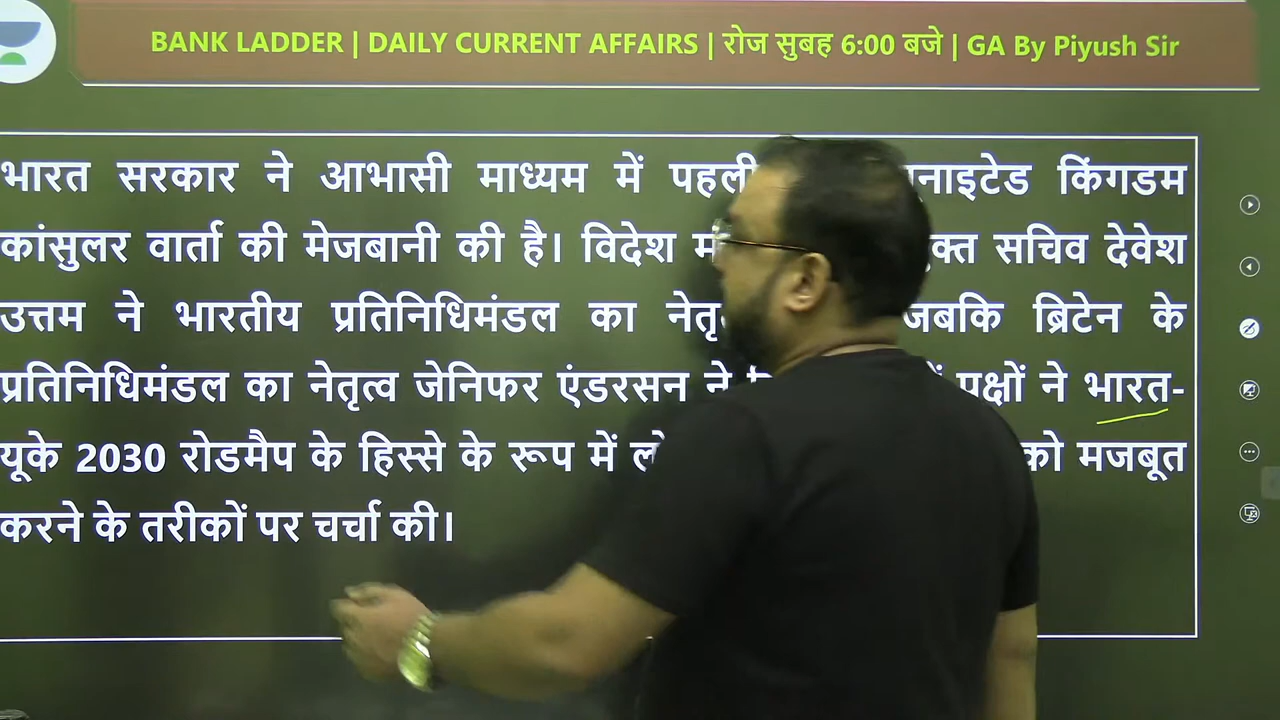 BANK LADDER | DAILY CURRENT AFFAIRS | रोज सुबह 6:00 बजे | GA By Piyush Sir
भारत सरकार ने आभासी माध्यम में किंगडम
कांसुलर वार्ता की मेजबानी की है। विदेश सचिव देवेश
उत्तम ने भारतीय प्रतिनिधिमंडल का जबकि ब्रिटेन के
प्रतिनिधिमंडल का नेतृत्व जेनिफर एंडरसन ने पक्षों ने भारत-
यूके 2030 रोडमैप के हिस्से के रूप में को मजबूत
करने के तरीकों पर चर्चा की।